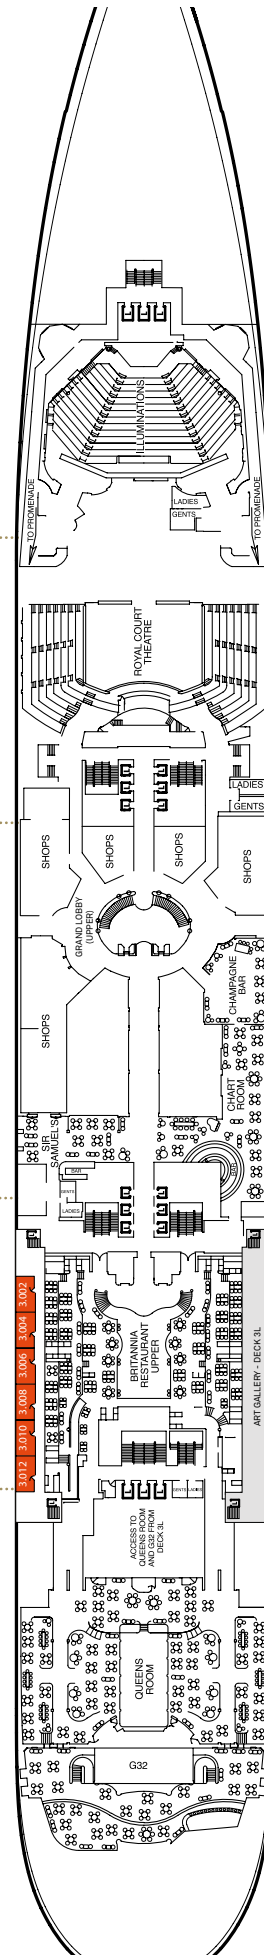 ILLUMINATIONS
LADIES
GENTS
TO PROMENADE
TO PROMENADE
ROYAL COURT
THEATRE
LADIES
GENTS
SHOPS
SHOPS
SHOPS
SHOPS
GRAND LOBBY
(UPPER)
CHAMPAGNE
BAR
SHOPS
CHART
ROOM
SIR
SAMUEL'S
BAR
BAR
GENTS
LADIES
3.002
3.004
3.006
3.008
3.010
3.012
BRITANNIA
RESTAURANT
UPPER
ART GALLERY - DECK 3L
GENTS
LADIES
ACCESS TO
QUEENS ROOM
AND G32 FROM
DECK 3L
QUEENS
ROOM
G32